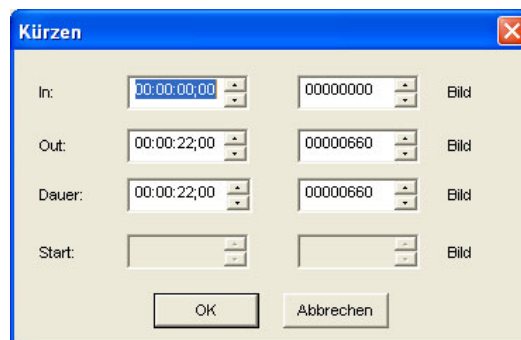 Kürzen
In: 00:00:00;00 00000000 Bild
Out: 00:00:22;00 00000660 Bild
Dauer: 00:00:22;00 00000660 Bild
Start: Bild
OK Abbrechen